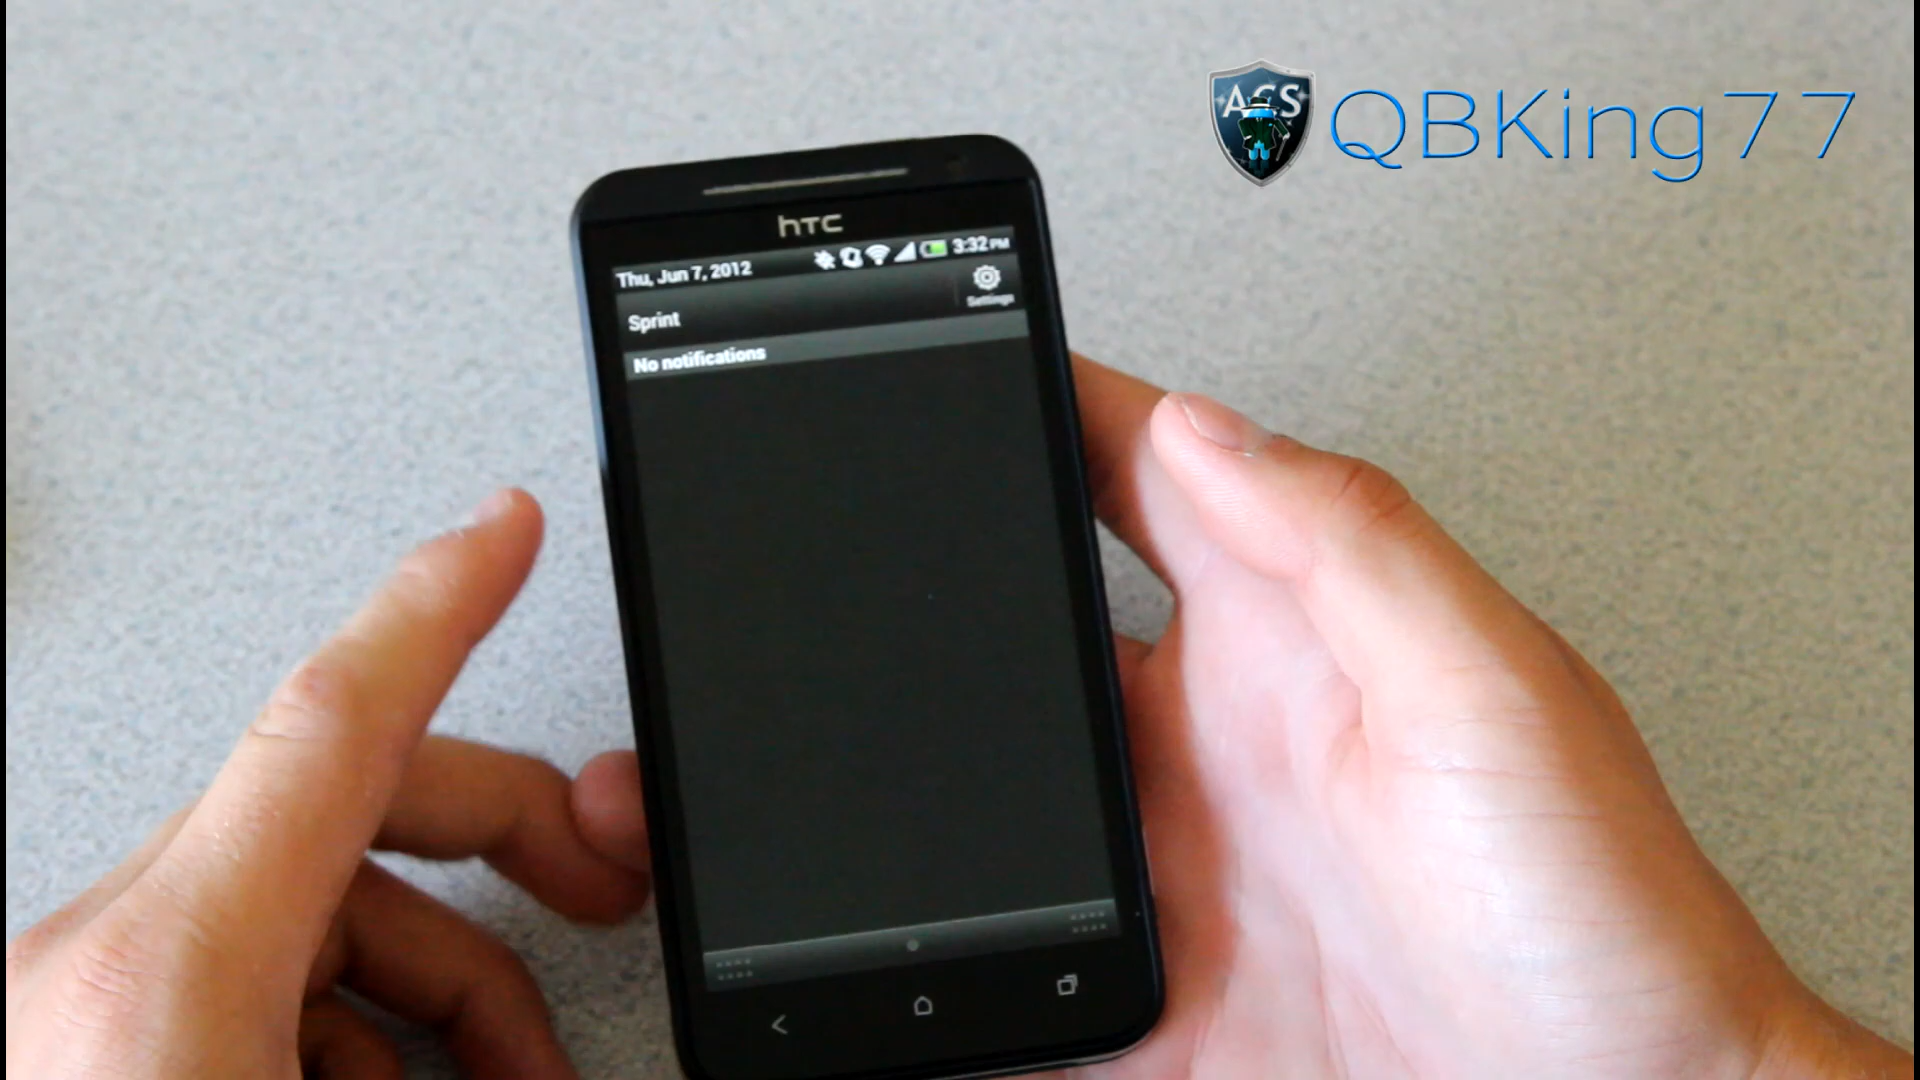 ACS
QBKing77
hTC
Thu, Jun 7, 2012
3:32 PM
Settings
Sprint
No notifications